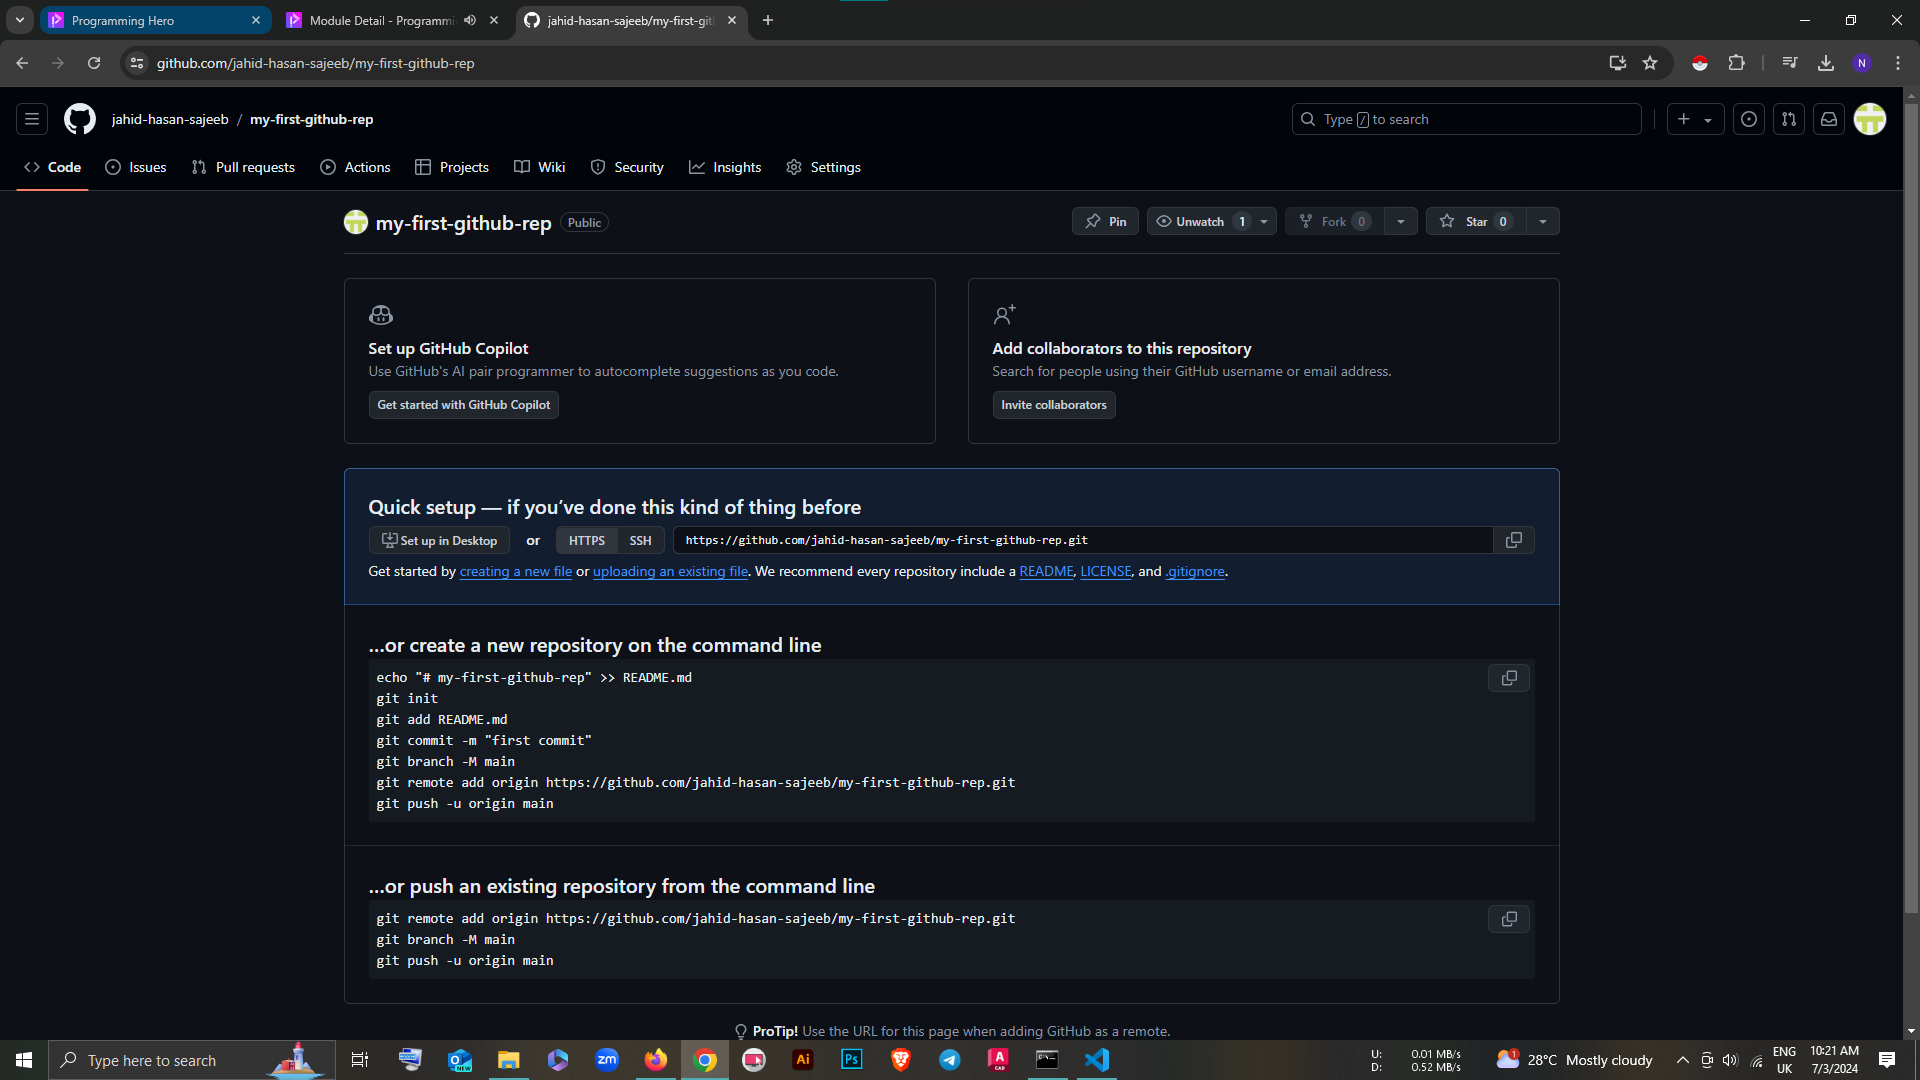 Programming Hero
Module Detail - Programmi
jahid-hasan-sajeeb/my-first-git
github.com/jahid-hasan-sajeeb/my-first-github-rep
N
jahid-hasan-sajeeb / my-first-github-rep
Type / to search
Code
Issues
Pull requests
Actions
Projects
Wiki
Security
Insights
Settings
my-first-github-rep
Public
Pin
Unwatch 1
Fork 0
Star 0
Set up GitHub Copilot
Use GitHub's AI pair programmer to autocomplete suggestions as you code.
Get started with GitHub Copilot
Add collaborators to this repository
Search for people using their GitHub username or email address.
Invite collaborators
Quick setup — if you’ve done this kind of thing before
Set up in Desktop or HTTPS SSH https://github.com/jahid-hasan-sajeeb/my-first-github-rep.git
Get started by creating a new file or uploading an existing file. We recommend every repository include a README, LICENSE, and .gitignore.
…or create a new repository on the command line
echo "# my-first-github-rep" >> README.md
git init
git add README.md
git commit -m "first commit"
git branch -M main
git remote add origin https://github.com/jahid-hasan-sajeeb/my-first-github-rep.git
git push -u origin main
…or push an existing repository from the command line
git remote add origin https://github.com/jahid-hasan-sajeeb/my-first-github-rep.git
git branch -M main
git push -u origin main
ProTip! Use the URL for this page when adding GitHub as a remote.
Type here to search
NEW
zm
Ai
Ps
A
CAD
U: 0.01 MB/s
D: 0.52 MB/s
1
28°C Mostly cloudy
ENG
UK
10:21 AM
7/3/2024